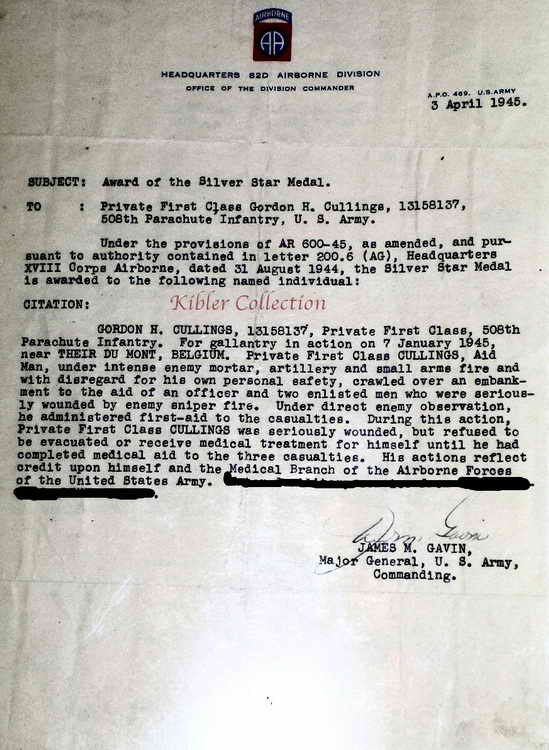 AIRBORNE
AA
HEADQUARTERS 82D AIRBORNE DIVISION
OFFICE OF THE DIVISION COMMANDER
A.P.O. 469, U.S. ARMY
3 April 1945.
SUBJECT: Award of the Silver Star Medal.
TO : Private First Class Gordon H. Cullings, 13158137,
508th Parachute Infantry, U. S. Army.
Under the provisions of AR 600-45, as amended, and pur-
suant to authority contained in letter 200.6 (AG), Headquarters
XVIII Corps Airborne, dated 31 August 1944, the Silver Star Medal
is awarded to the following named individual:
CITATION:
Kibler Collection
GORDON H. CULLINGS, 13158137, Private First Class, 508th
Parachute Infantry. For gallantry in action on 7 January 1945,
near THEIR DU MONT, BELGIUM. Private First Class CULLINGS, Aid
Man, under intense enemy mortar, artillery and small arms fire and
with disregard for his own personal safety, crawled over an embank-
ment to the aid of an officer and two enlisted men who were serious-
ly wounded by enemy sniper fire. Under direct enemy observation,
he administered first-aid to the casualties. During this action,
Private First Class CULLINGS was seriously wounded, but refused to
be evacuated or receive medical treatment for himself until he had
completed medical aid to the three casualties. His actions reflect
credit upon himself and the Medical Branch of the Airborne Forces
of the United States Army.
JAMES M. GAVIN,
Major General, U. S. Army,
Commanding.